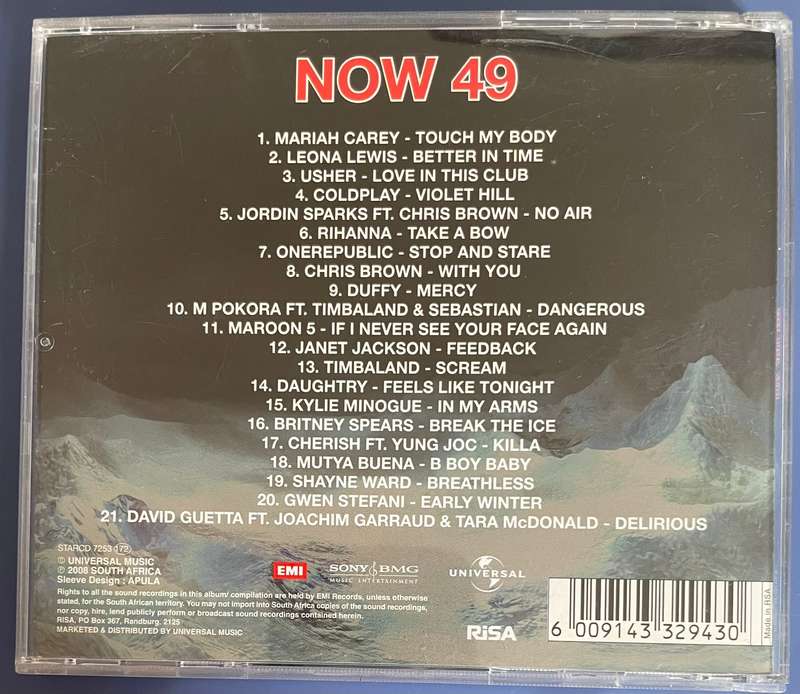 NOW 49
1. MARIAH CAREY - TOUCH MY BODY
2. LEONA LEWIS - BETTER IN TIME
3. USHER - LOVE IN THIS CLUB
4. COLDPLAY - VIOLET HILL
5. JORDIN SPARKS FT. CHRIS BROWN - NO AIR
6. RIHANNA - TAKE A BOW
7. ONEREPUBLIC - STOP AND STARE
8. CHRIS BROWN - WITH YOU
9. DUFFY - MERCY
10. M POKORA FT. TIMBALAND & SEBASTIAN - DANGEROUS
11. MAROON 5 - IF I NEVER SEE YOUR FACE AGAIN
12. JANET JACKSON - FEEDBACK
13. TIMBALAND - SCREAM
14. DAUGHTRY - FEELS LIKE TONIGHT
15. KYLIE MINOGUE - IN MY ARMS
16. BRITNEY SPEARS - BREAK THE ICE
17. CHERISH FT. YUNG JOC - KILLA
18. MUTYA BUENA - B BOY BABY
19. SHAYNE WARD - BREATHLESS
20. GWEN STEFANI - EARLY WINTER
21. DAVID GUETTA FT. JOACHIM GARRAUD & TARA McDONALD - DELIRIOUS
STARCD 7253 172
© UNIVERSAL MUSIC
℗ 2008 SOUTH AFRICA
Sleeve Design : APULA
EMI
SONY BMG
MUSIC ENTERTAINMENT
UNIVERSAL
Rights to all the sound recordings in this album/ compilation are held by EMI Records, unless otherwise
stated, for the South African territory. You may not import into South Africa copies of the sound recordings,
nor copy, hire, lend publicly perform or broadcast sound recordings contained herein.
RISA, PO Box 367, Randburg. 2125
MARKETED & DISTRIBUTED BY UNIVERSAL MUSIC
RiSA
6 009143 329430
Made in RSA